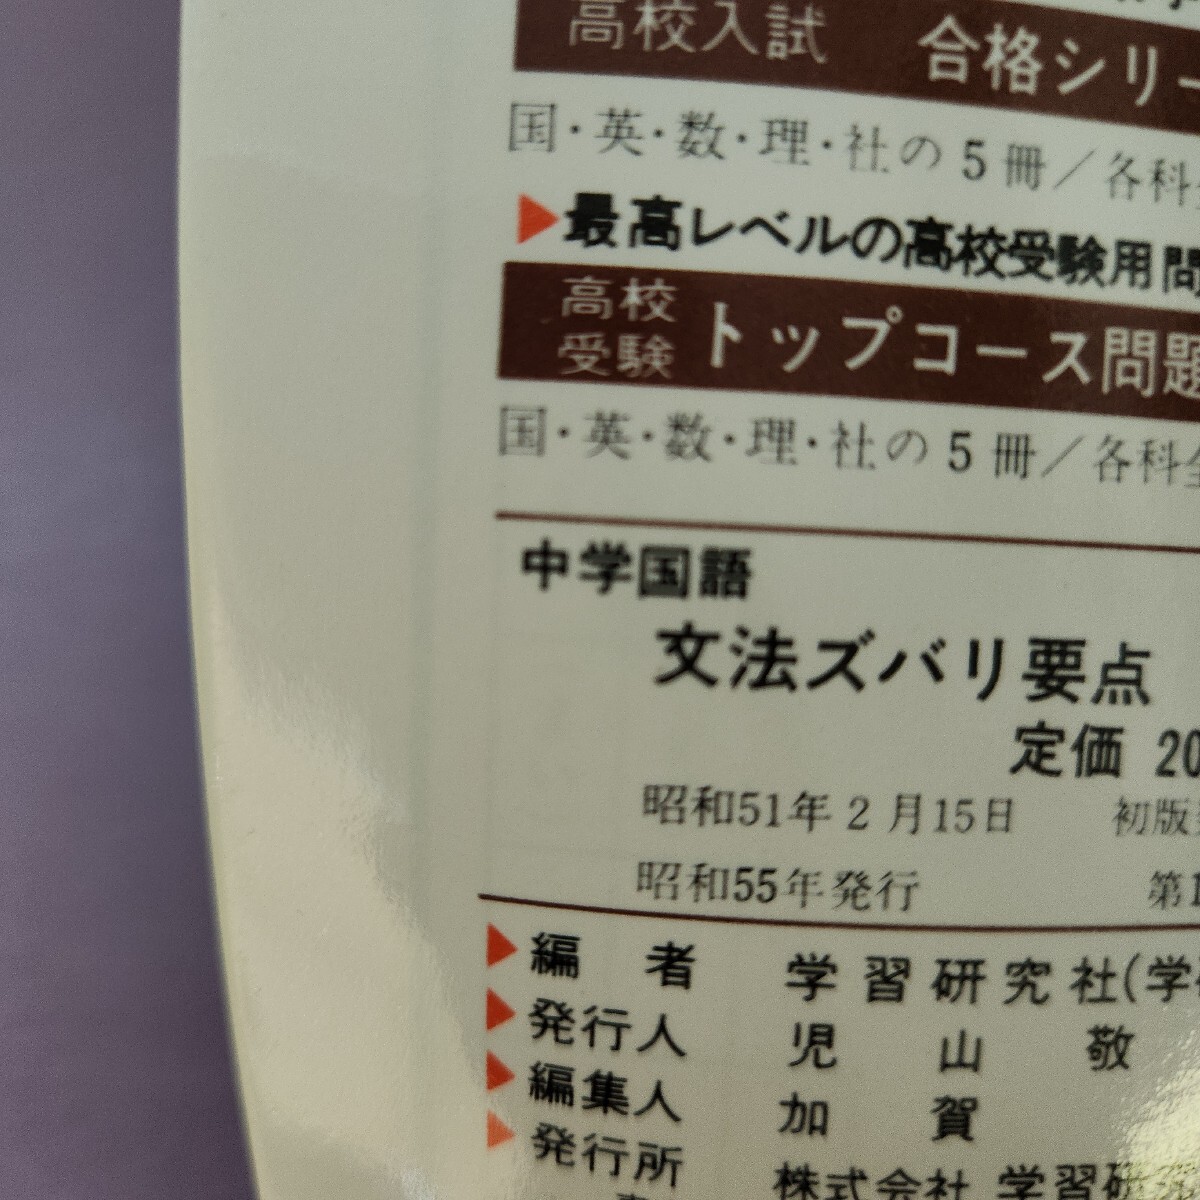 高校入試 合格シリー
国・英・数・理・社の5冊／各科
▶最高レベルの高校受験用問
高校受験 トップコース問題
国・英・数・理・社の5冊／各科全
中学国語
文法ズバリ要点
定価 20
昭和51年2月15日 初版
昭和55年発行 第1
▶編者 学習研究社(学
▶発行人 児山敬
▶編集人 加賀
▶発行所 株式会社 学習研